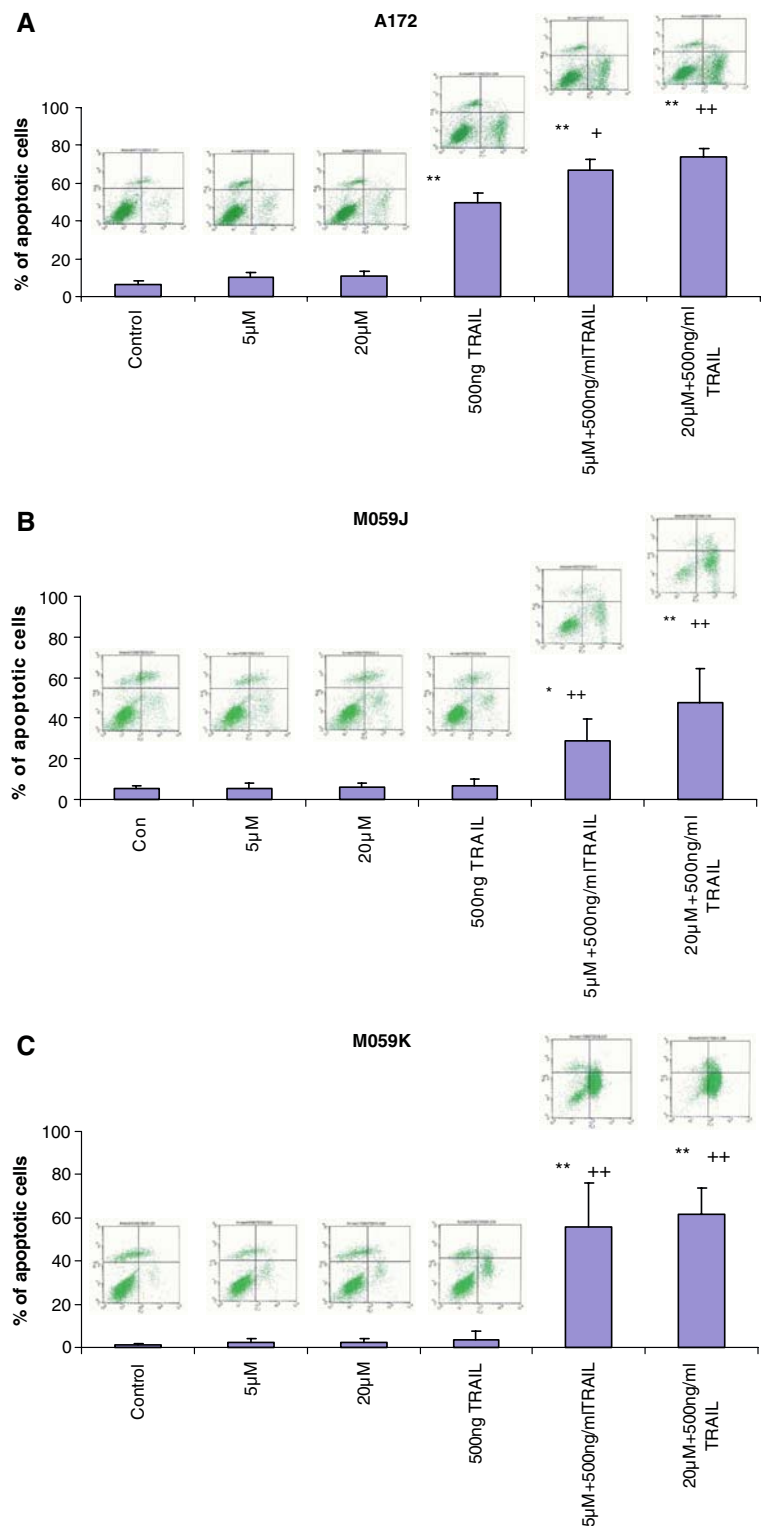 A
A172
** ++
** +
**
% of apoptotic cells
100
80
60
40
20
0
Control
5µM
20µM
500ng TRAIL
5µM+500ng/mlTRAIL
20µM+500ng/ml
TRAIL
B
M059J
** ++
* ++
% of apoptotic cells
100
80
60
40
20
0
Con
5µM
20µM
500ng TRAIL
5µM+500ng/mlTRAIL
20µM+500ng/ml
TRAIL
C
M059K
** ++
** ++
% of apoptotic cells
100
80
60
40
20
0
Control
5µM
20µM
500ng TRAIL
5µM+500ng/mlTRAIL
20µM+500ng/ml
TRAIL